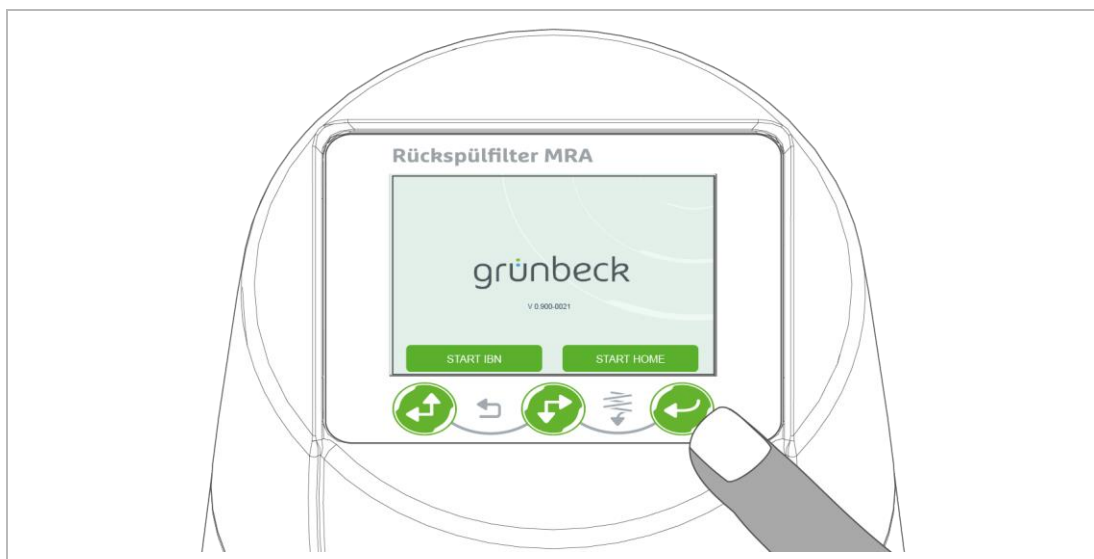 Rückspülfilter MRA
grünbeck
V 0.900-0021
START IBN
START HOME